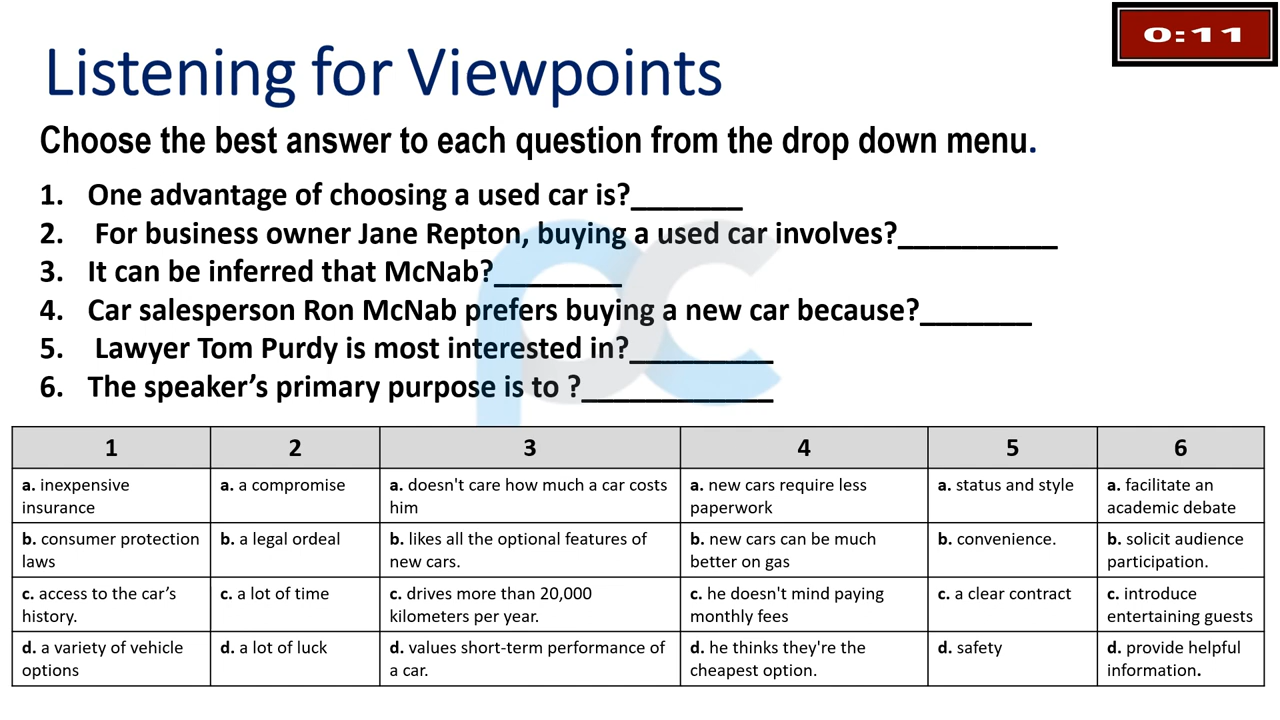 0:11
Listening for Viewpoints
Choose the best answer to each question from the drop down menu.
1. One advantage of choosing a used car is?_______
2. For business owner Jane Repton, buying a used car involves?__________
3. It can be inferred that McNab?________
4. Car salesperson Ron McNab prefers buying a new car because?_______
5. Lawyer Tom Purdy is most interested in?_________
6. The speaker's primary purpose is to ?____________
1 2 3 4 5 6
a. inexpensive insurance
a. a compromise
a. doesn't care how much a car costs him
a. new cars require less paperwork
a. status and style
a. facilitate an academic debate
b. consumer protection laws
b. a legal ordeal
b. likes all the optional features of new cars.
b. new cars can be much better on gas
b. convenience.
b. solicit audience participation.
c. access to the car's history.
c. a lot of time
c. drives more than 20,000 kilometers per year.
c. he doesn't mind paying monthly fees
c. a clear contract
c. introduce entertaining guests
d. a variety of vehicle options
d. a lot of luck
d. values short-term performance of a car.
d. he thinks they're the cheapest option.
d. safety
d. provide helpful information.